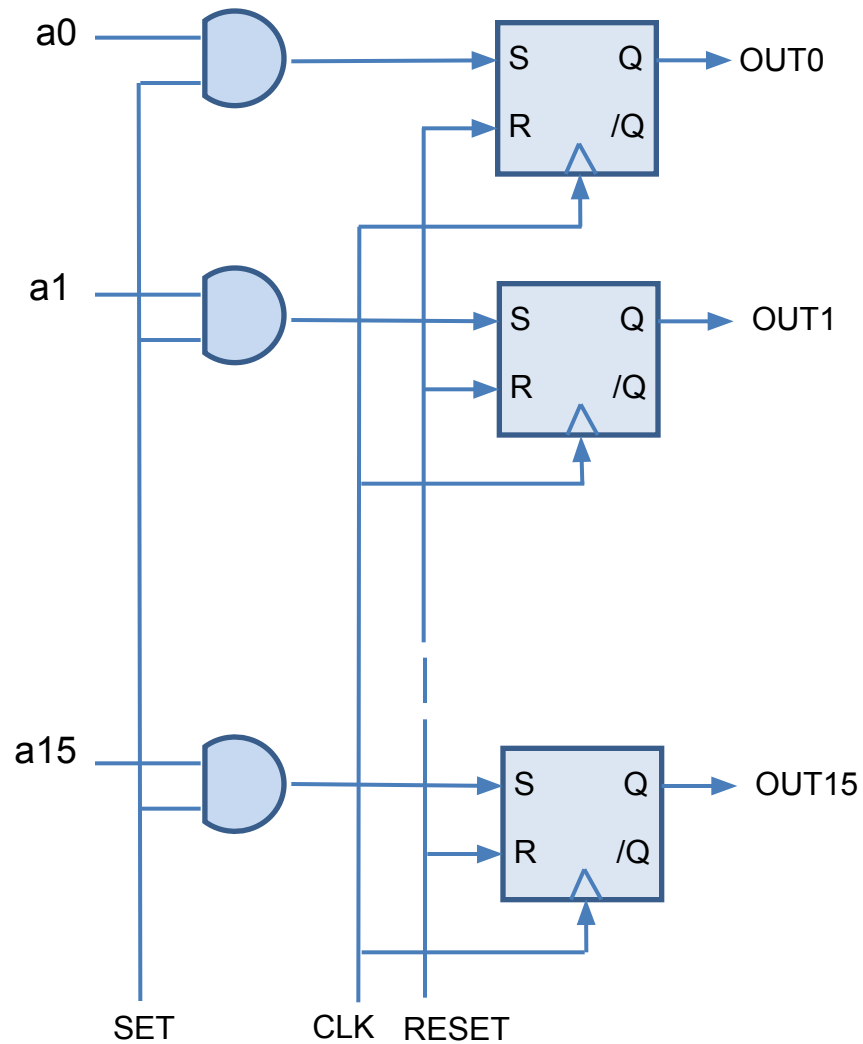 a0
S Q
OUT0
R /Q
a1
S Q
OUT1
R /Q
a15
S Q
OUT15
R /Q
SET CLK RESET